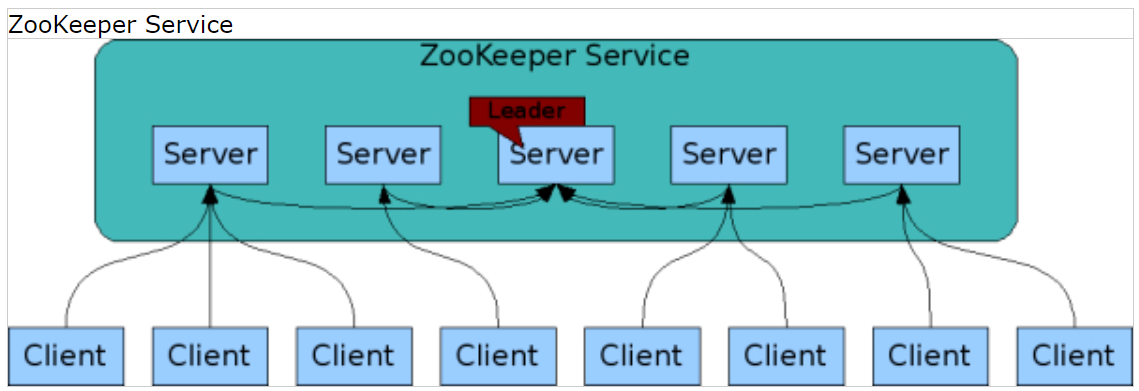 ZooKeeper Service
ZooKeeper Service
Leader
Server Server Server Server Server
Client Client Client Client Client Client Client Client